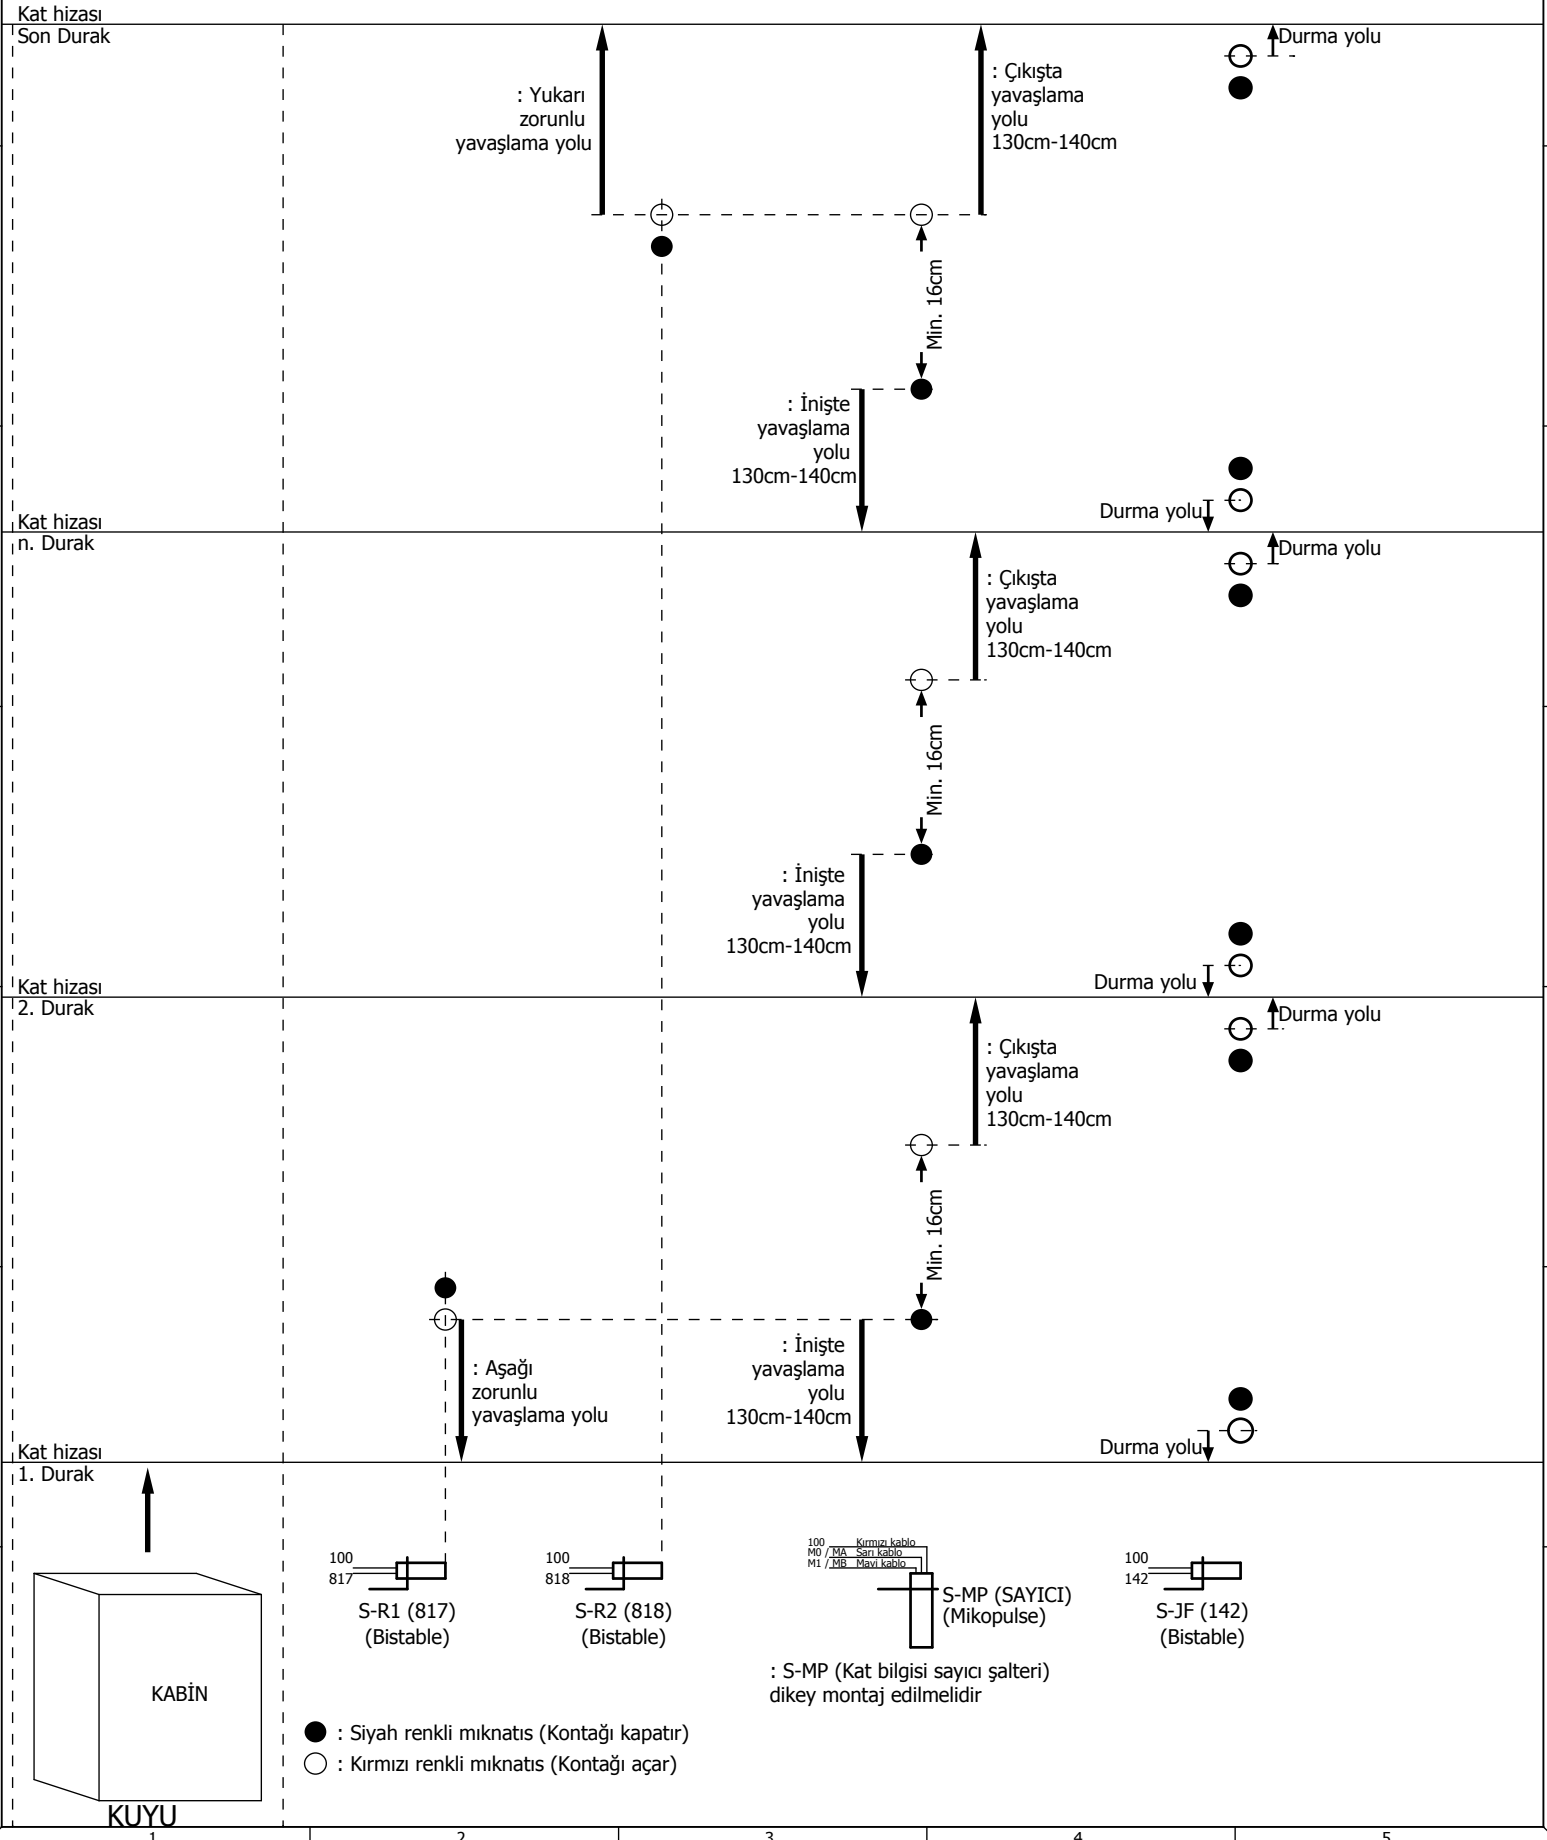 Kat hizası
Son Durak
: Yukarı
zorunlu
yavaşlama yolu
: Çıkışta
yavaşlama
yolu
130cm-140cm
Durma yolu
Min. 16cm
: İnişte
yavaşlama
yolu
130cm-140cm
Durma yolu
Kat hizası
n. Durak
: Çıkışta
yavaşlama
yolu
130cm-140cm
Durma yolu
Min. 16cm
: İnişte
yavaşlama
yolu
130cm-140cm
Durma yolu
Kat hizası
2. Durak
: Çıkışta
yavaşlama
yolu
130cm-140cm
Durma yolu
Min. 16cm
: Aşağı
zorunlu
yavaşlama yolu
: İnişte
yavaşlama
yolu
130cm-140cm
Durma yolu
Kat hizası
1. Durak
KABİN
KUYU
100
817
S-R1 (817)
(Bistable)
100
818
S-R2 (818)
(Bistable)
100 Kırmızı kablo
M0 / MA Sarı kablo
M1 / MB Mavi kablo
S-MP (SAYICI)
(Mikopulse)
100
142
S-JF (142)
(Bistable)
: S-MP (Kat bilgisi sayıcı şalteri)
dikey montaj edilmelidir
: Siyah renkli mıknatıs (Kontağı kapatır)
: Kırmızı renkli mıknatıs (Kontağı açar)
1 2 3 4 5